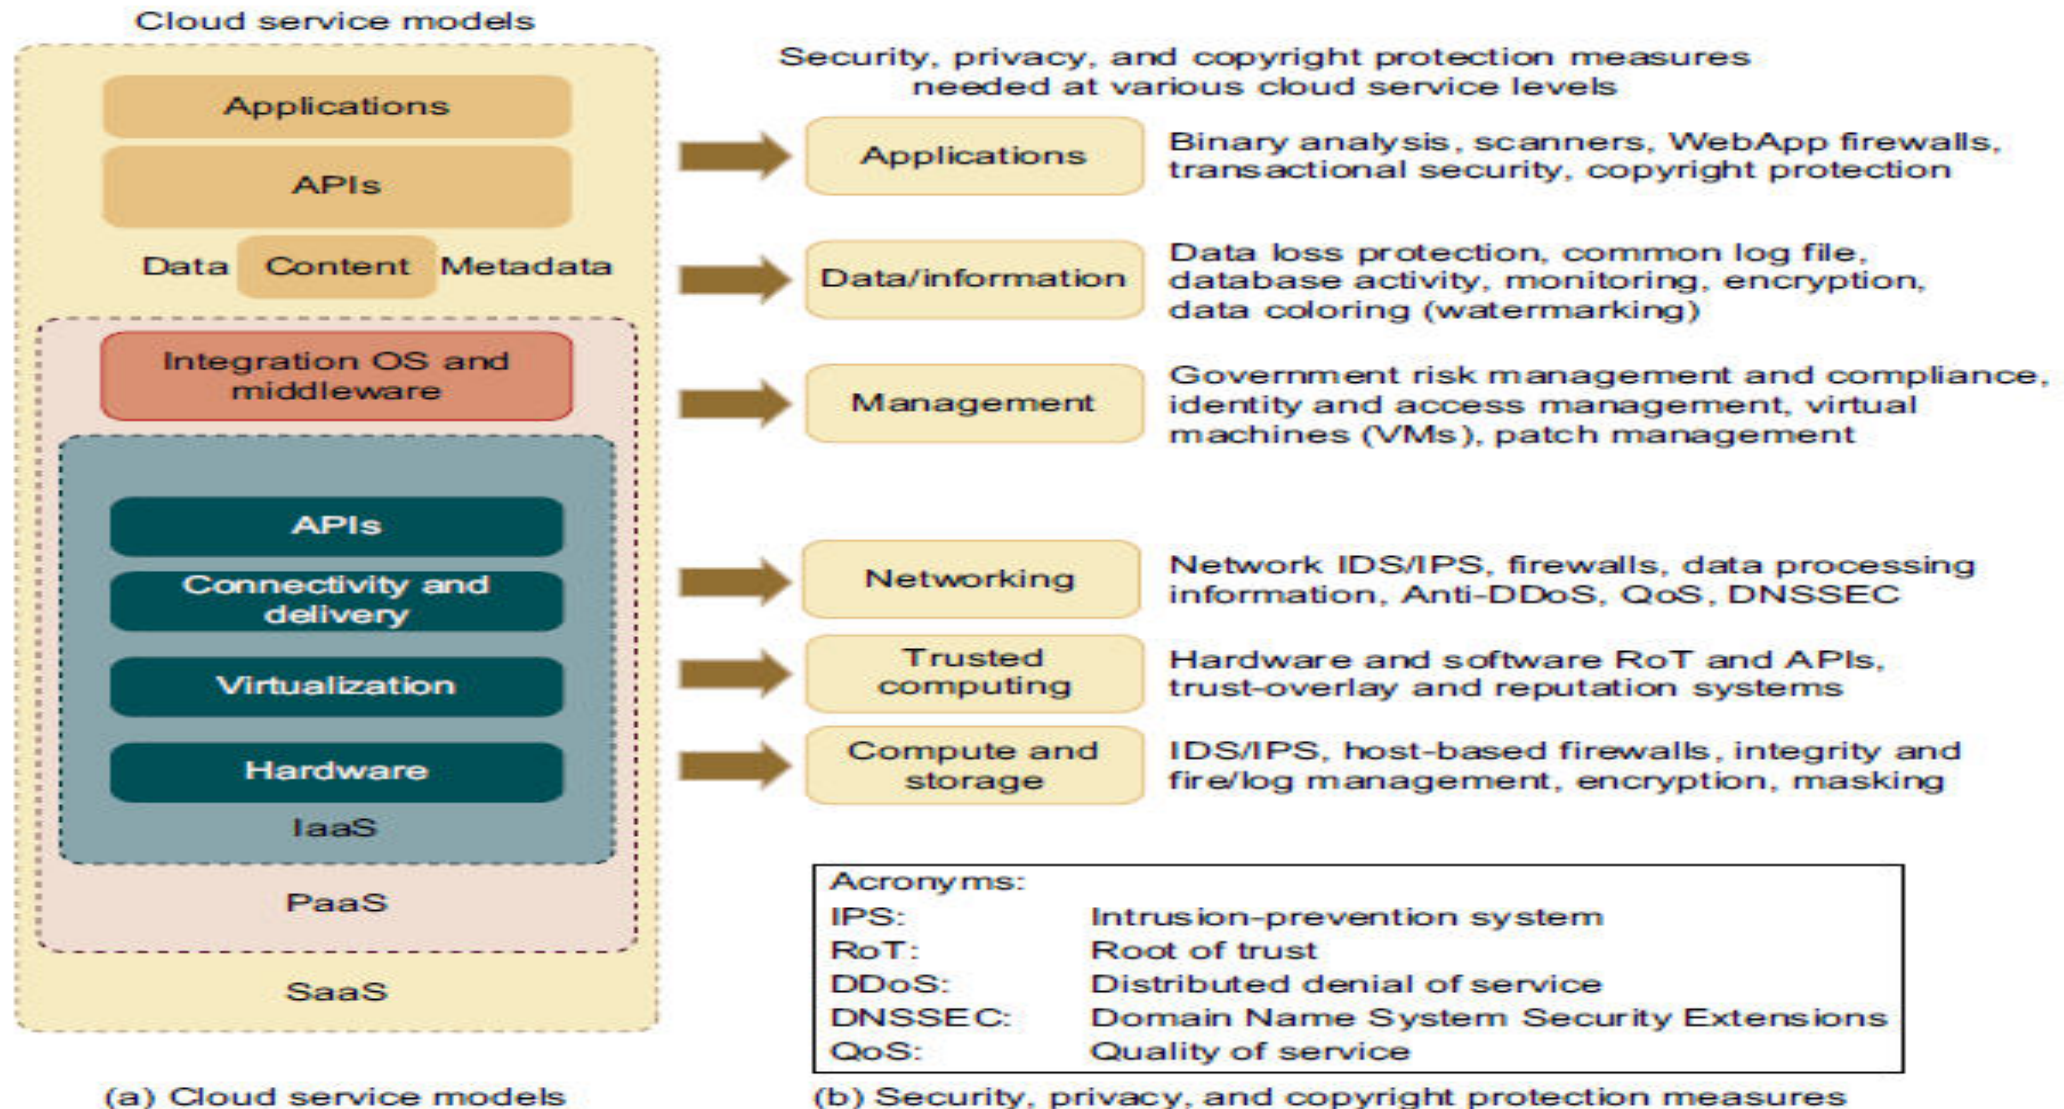 Cloud service models
Applications
APIs
Data Content Metadata
Integration OS and
middleware
APIs
Connectivity and
delivery
Virtualization
Hardware
IaaS
PaaS
SaaS
(a) Cloud service models
Security, privacy, and copyright protection measures
needed at various cloud service levels
Applications
Binary analysis, scanners, WebApp firewalls,
transactional security, copyright protection
Data/information
Data loss protection, common log file,
database activity, monitoring, encryption,
data coloring (watermarking)
Management
Government risk management and compliance,
identity and access management, virtual
machines (VMs), patch management
Networking
Network IDS/IPS, firewalls, data processing
information, Anti-DDoS, QoS, DNSSEC
Trusted
computing
Hardware and software RoT and APIs,
trust-overlay and reputation systems
Compute and
storage
IDS/IPS, host-based firewalls, integrity and
fire/log management, encryption, masking
Acronyms:
IPS: Intrusion-prevention system
RoT: Root of trust
DDoS: Distributed denial of service
DNSSEC: Domain Name System Security Extensions
QoS: Quality of service
(b) Security, privacy, and copyright protection measures